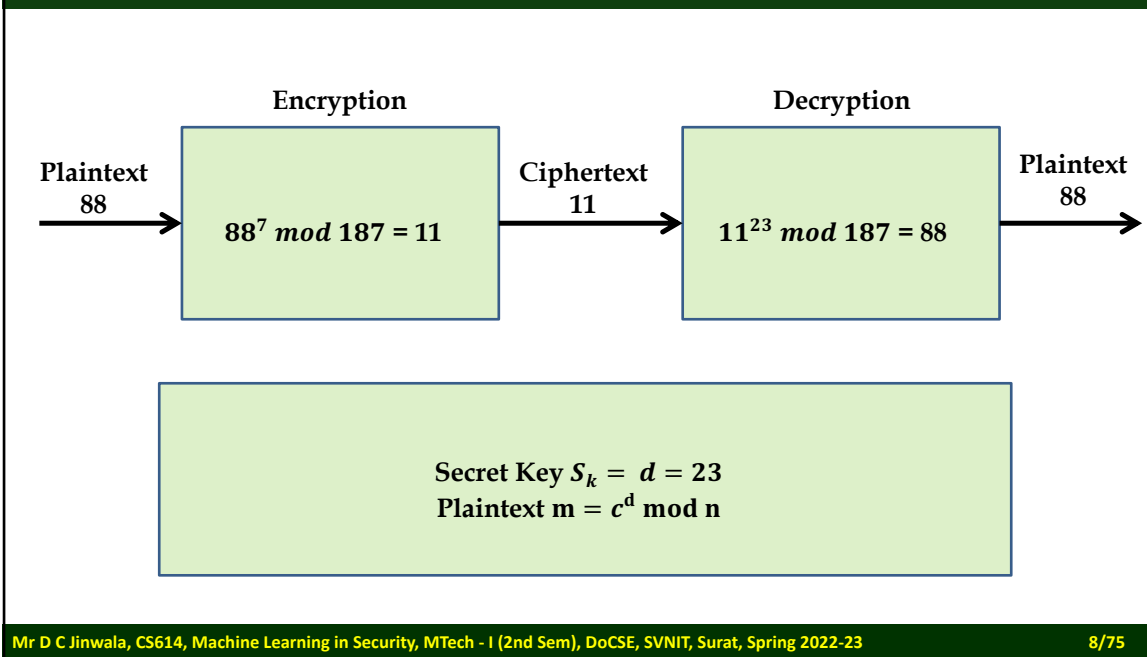 Encryption
Decryption
Plaintext
88
88⁷ mod 187 = 11
Ciphertext
11
11²³ mod 187 = 88
Plaintext
88
Secret Key Sₖ = d = 23
Plaintext m = cᵈ mod n
Mr D C Jinwala, CS614, Machine Learning in Security, MTech - I (2nd Sem), DoCSE, SVNIT, Surat, Spring 2022-23 8/75